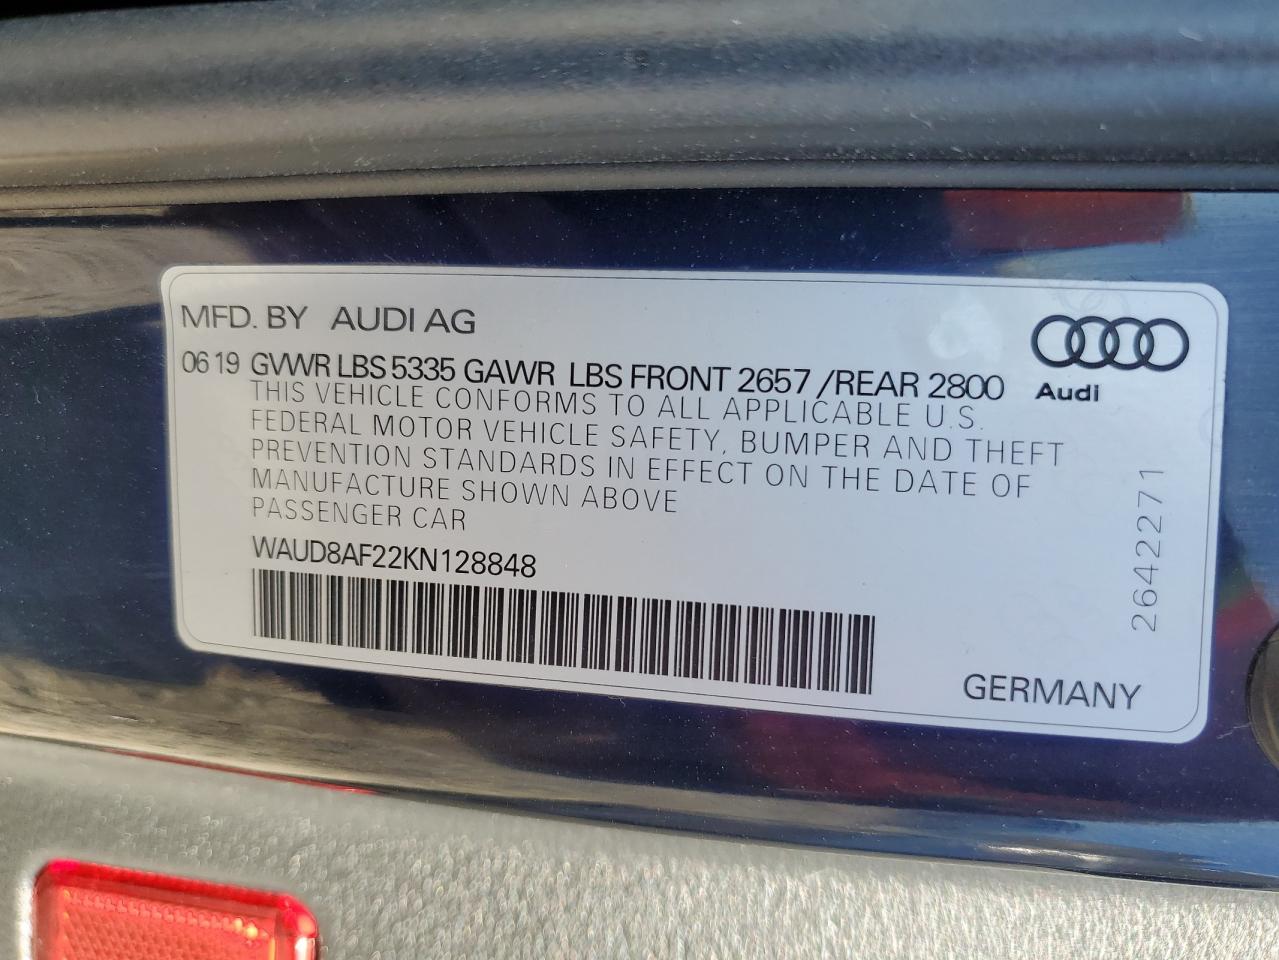 MFD. BY AUDI AG
06 19 GVWR LBS 5335 GAWR LBS FRONT 2657 /REAR 2800
THIS VEHICLE CONFORMS TO ALL APPLICABLE U.S.
FEDERAL MOTOR VEHICLE SAFETY, BUMPER AND THEFT
PREVENTION STANDARDS IN EFFECT ON THE DATE OF
MANUFACTURE SHOWN ABOVE
PASSENGER CAR
WAUD8AF22KN128848
Audi
2642271
GERMANY